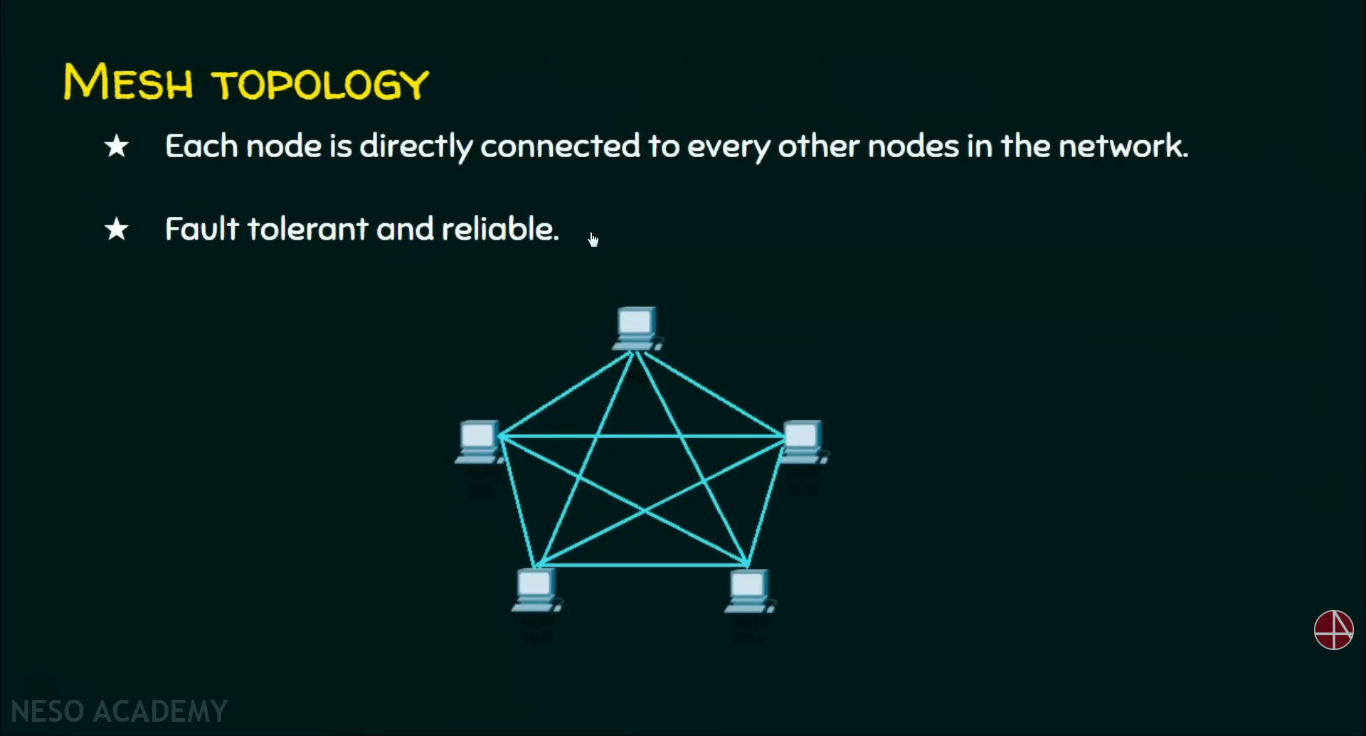 MESH TOPOLOGY
★ Each node is directly connected to every other nodes in the network.
★ Fault tolerant and reliable.
NESO ACADEMY